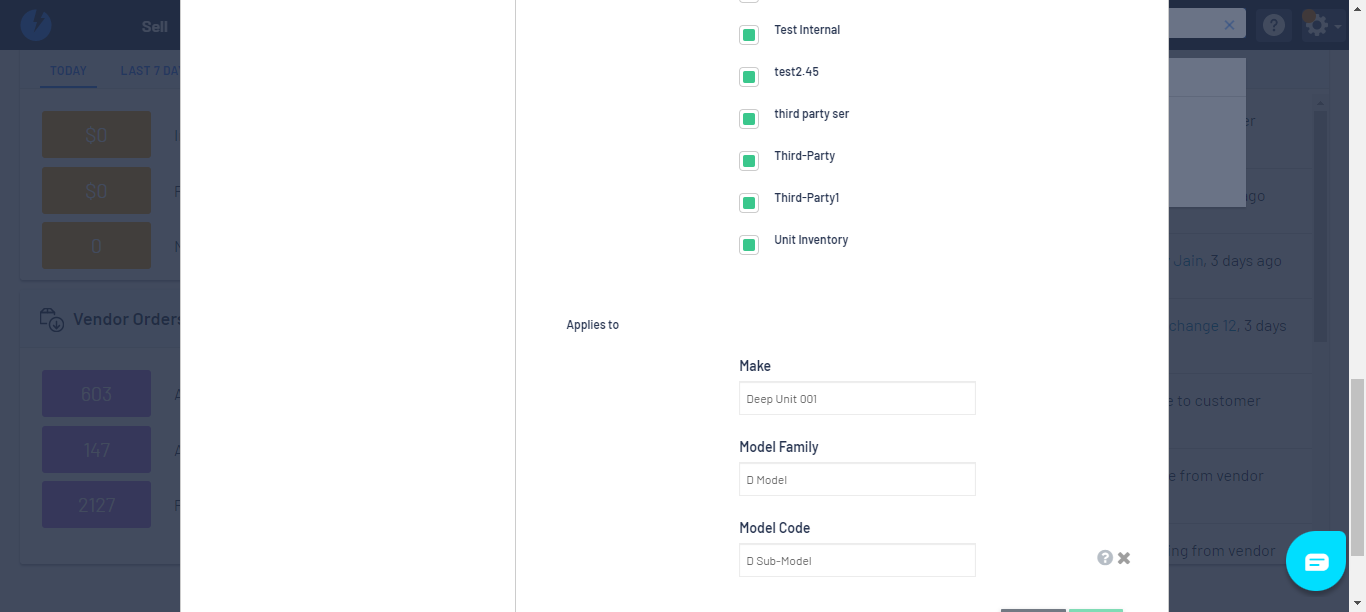 Sell
TODAY
LAST 7 DA
$0
$0
0
Vendor Orders
603
147
2127
Test Internal
test2.45
third party ser
Third-Party
Third-Party1
Unit Inventory
Applies to
Make
Deep Unit 001
Model Family
D Model
Model Code
D Sub-Model
er
ago
Jain, 3 days ago
change 12, 3 days
e to customer
e from vendor
ng from vendor